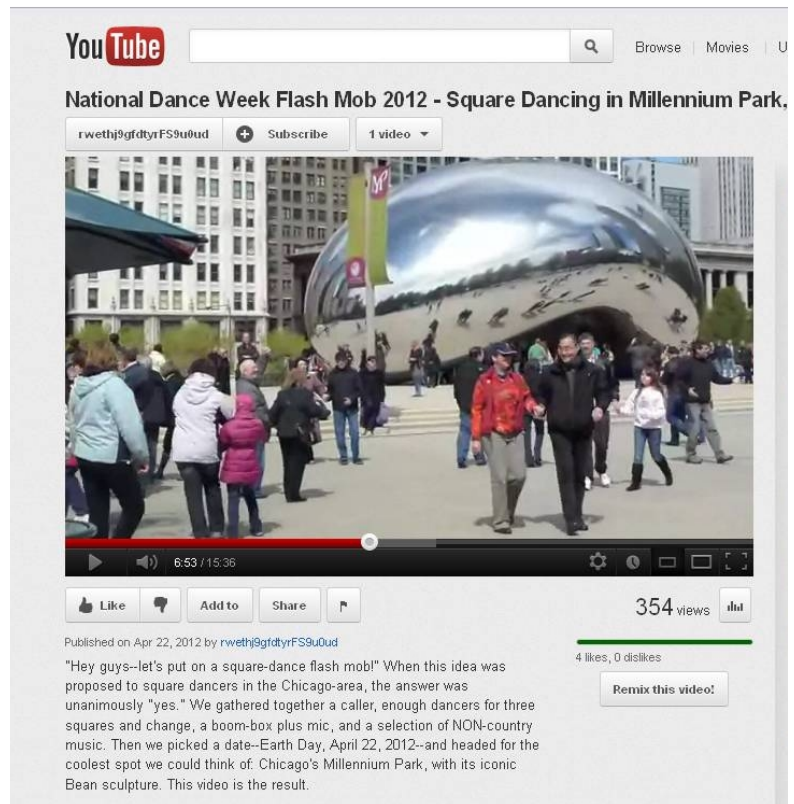 YouTube
Browse | Movies | U
National Dance Week Flash Mob 2012 - Square Dancing in Millennium Park,
rwethj9gfdtyrFS9u0ud Subscribe 1 video
6:53 / 15:36
Like Add to Share 354 views
Published on Apr 22, 2012 by rwethj9gfdtyrFS9u0ud
4 likes, 0 dislikes
Remix this video!
"Hey guys--let's put on a square-dance flash mob!" When this idea was
proposed to square dancers in the Chicago-area, the answer was
unanimously "yes." We gathered together a caller, enough dancers for three
squares and change, a boom-box plus mic, and a selection of NON-country
music. Then we picked a date--Earth Day, April 22, 2012--and headed for the
coolest spot we could think of: Chicago's Millennium Park, with its iconic
Bean sculpture. This video is the result.